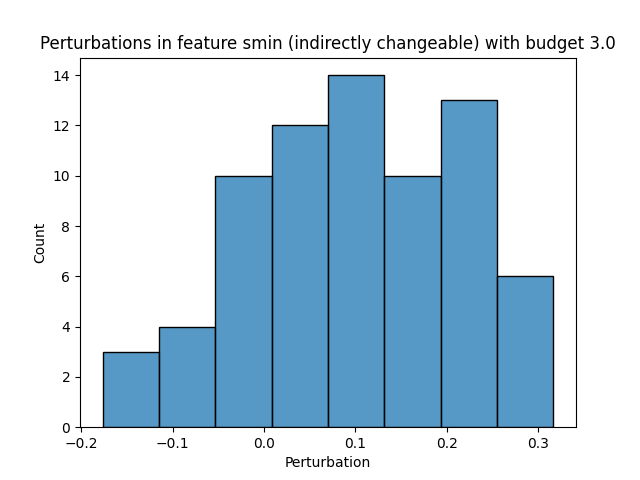 Perturbations in feature smin (indirectly changeable) with budget 3.0
14
12
10
8
6
4
2
0
Count
−0.2 −0.1 0.0 0.1 0.2 0.3
Perturbation